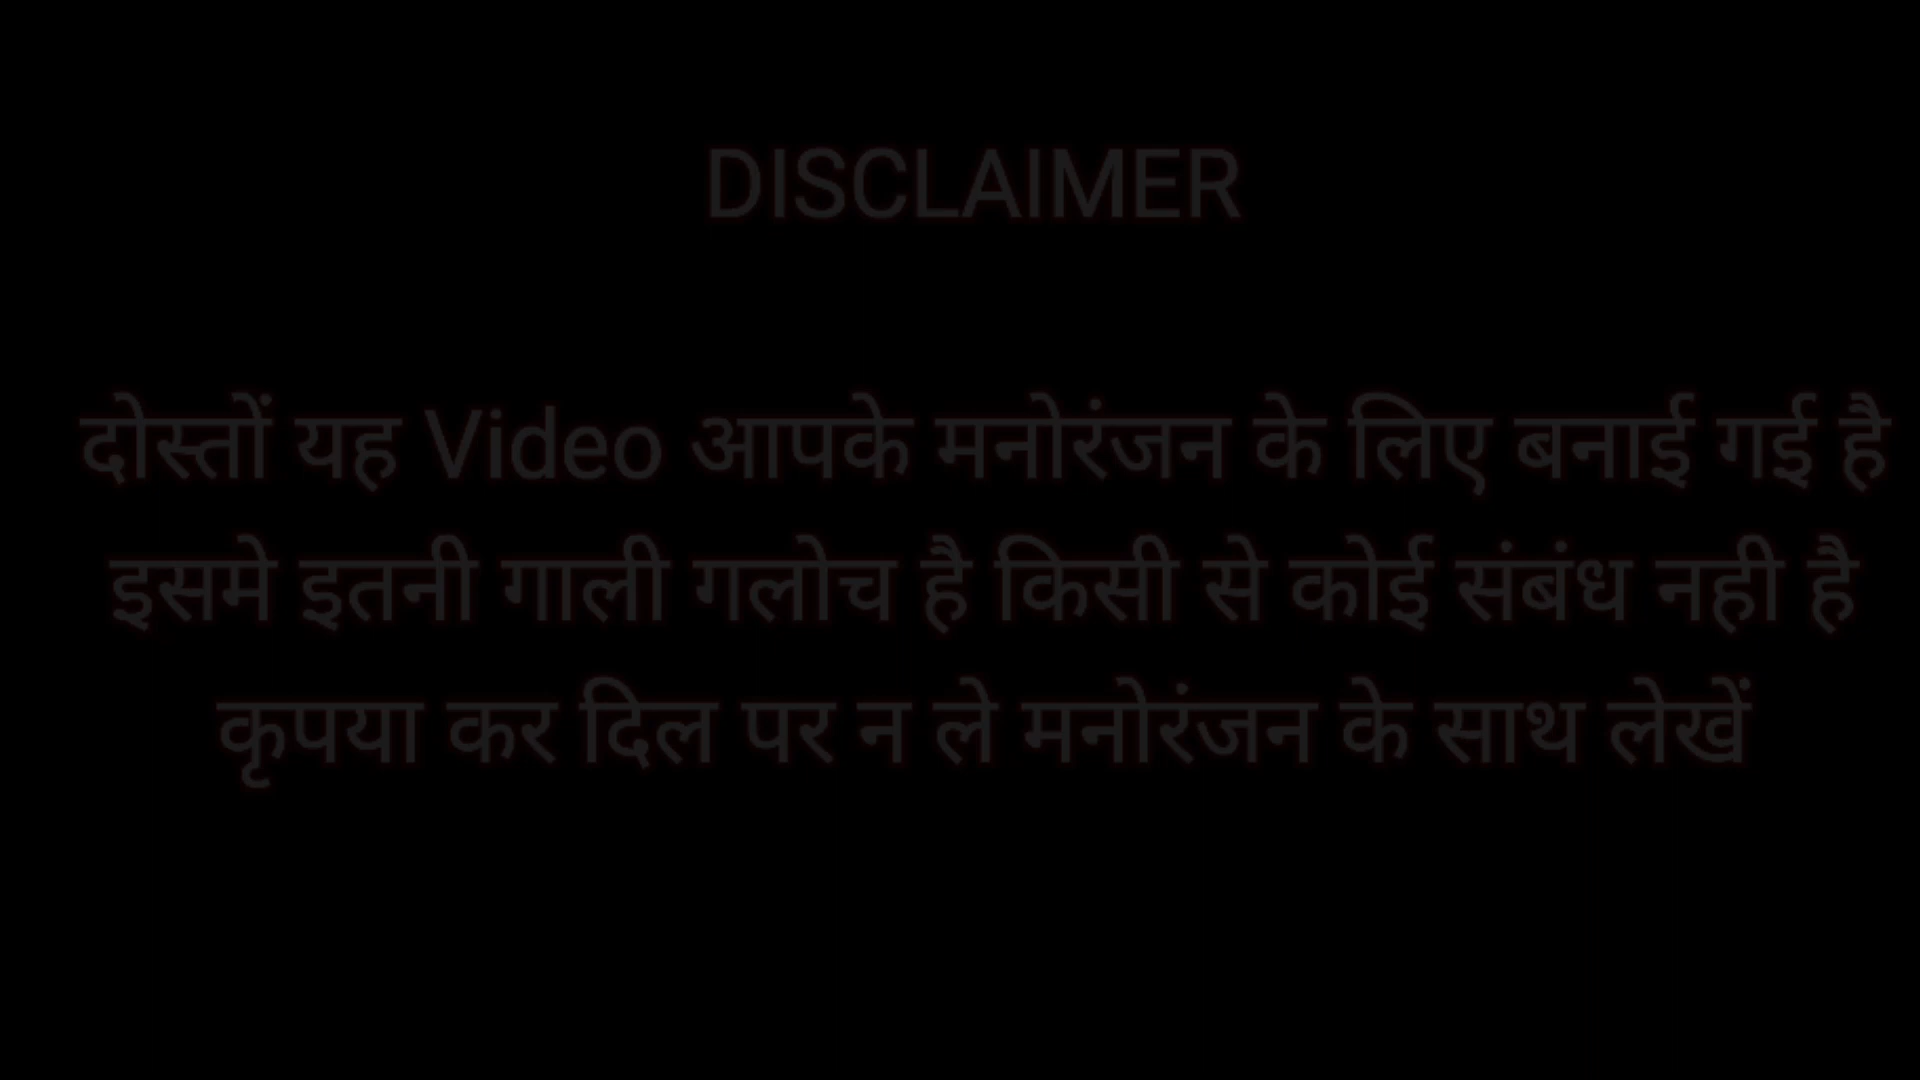 DISCLAIMER
दोस्तों यह Video आपके मनोरंजन के लिए बनाई गई है
इसमे इतनी गाली गलोच है किसी से कोई संबंध नही है
कृपया कर दिल पर न ले मनोरंजन के साथ लेखें